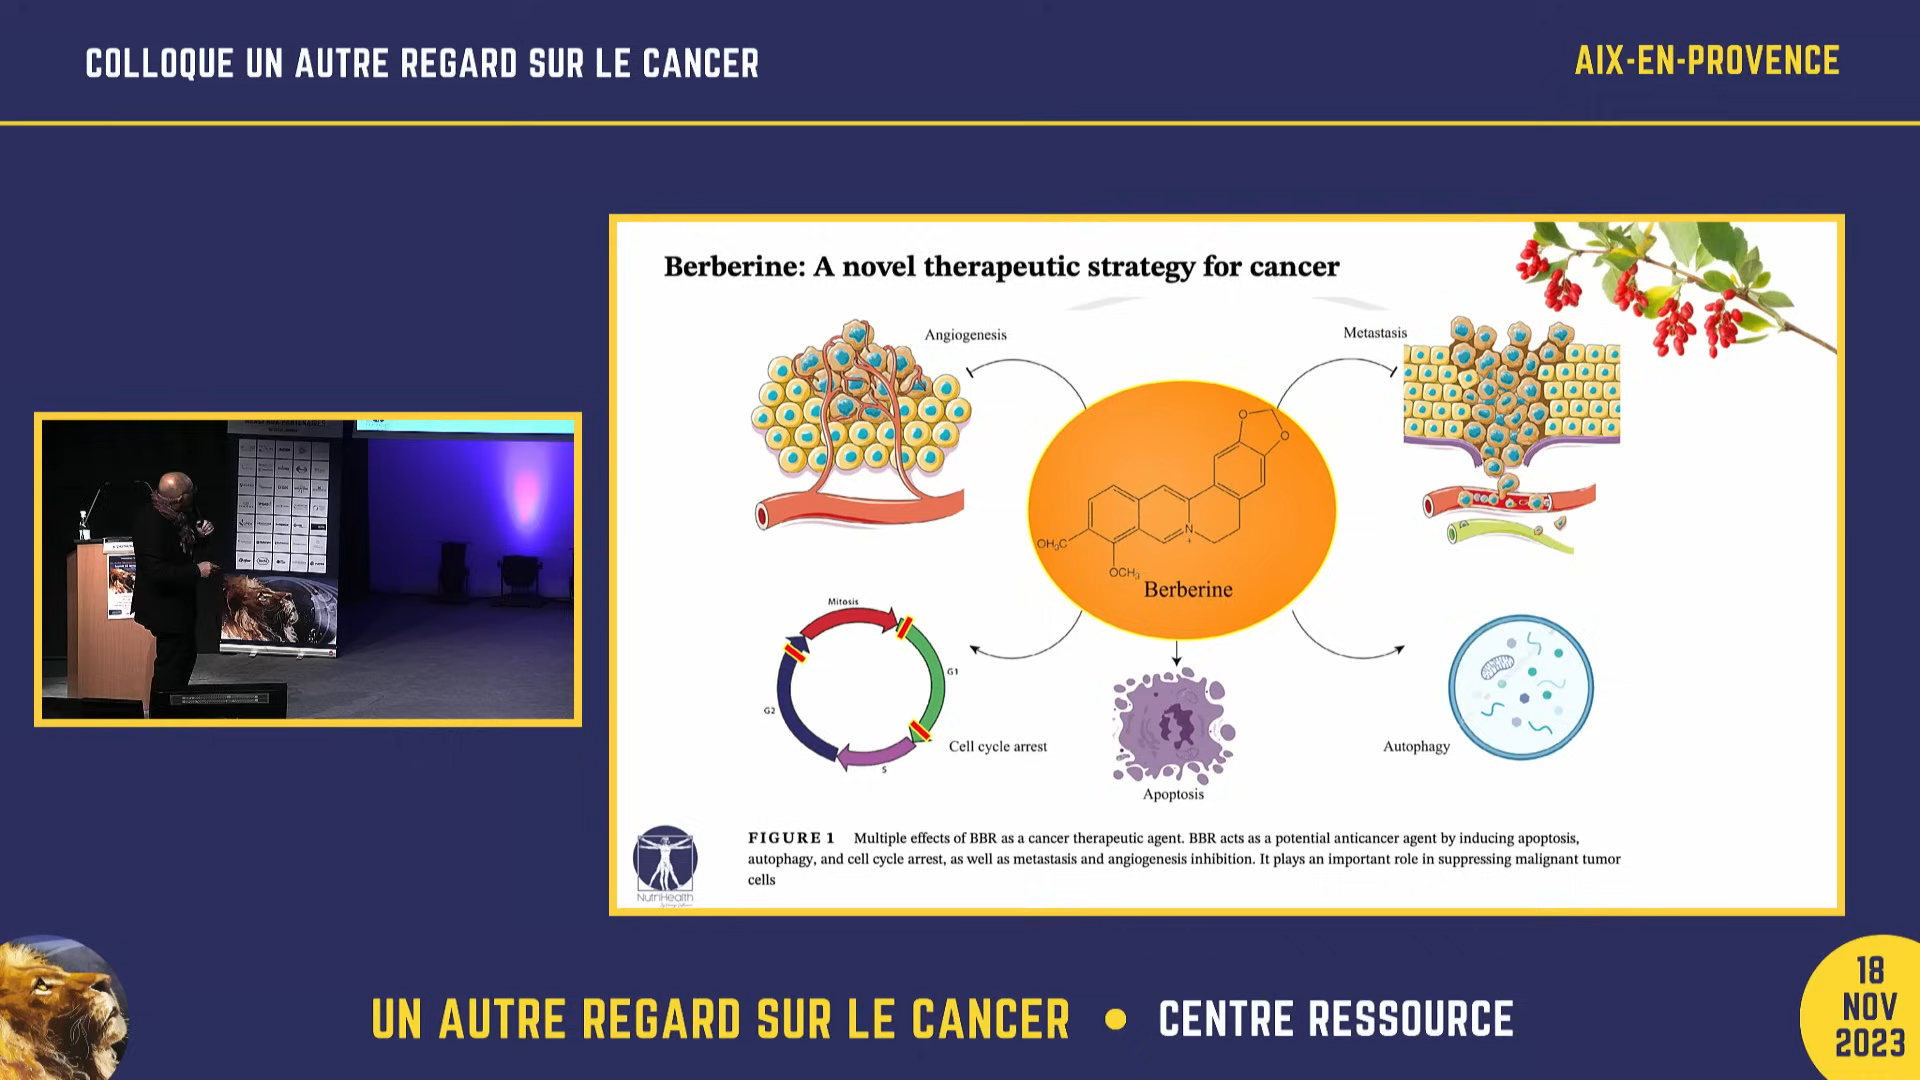 COLLOQUE UN AUTRE REGARD SUR LE CANCER
AIX-EN-PROVENCE
Berberine: A novel therapeutic strategy for cancer
Angiogenesis
Metastasis
N
+
OH₃C
OCH₃
Berberine
Mitosis
G1
G2
S
Cell cycle arrest
Apoptosis
Autophagy
FIGURE 1 Multiple effects of BBR as a cancer therapeutic agent. BBR acts as a potential anticancer agent by inducing apoptosis,
autophagy, and cell cycle arrest, as well as metastasis and angiogenesis inhibition. It plays an important role in suppressing malignant tumor
cells
NutriHealth
UN AUTRE REGARD SUR LE CANCER • CENTRE RESSOURCE
18
NOV
2023